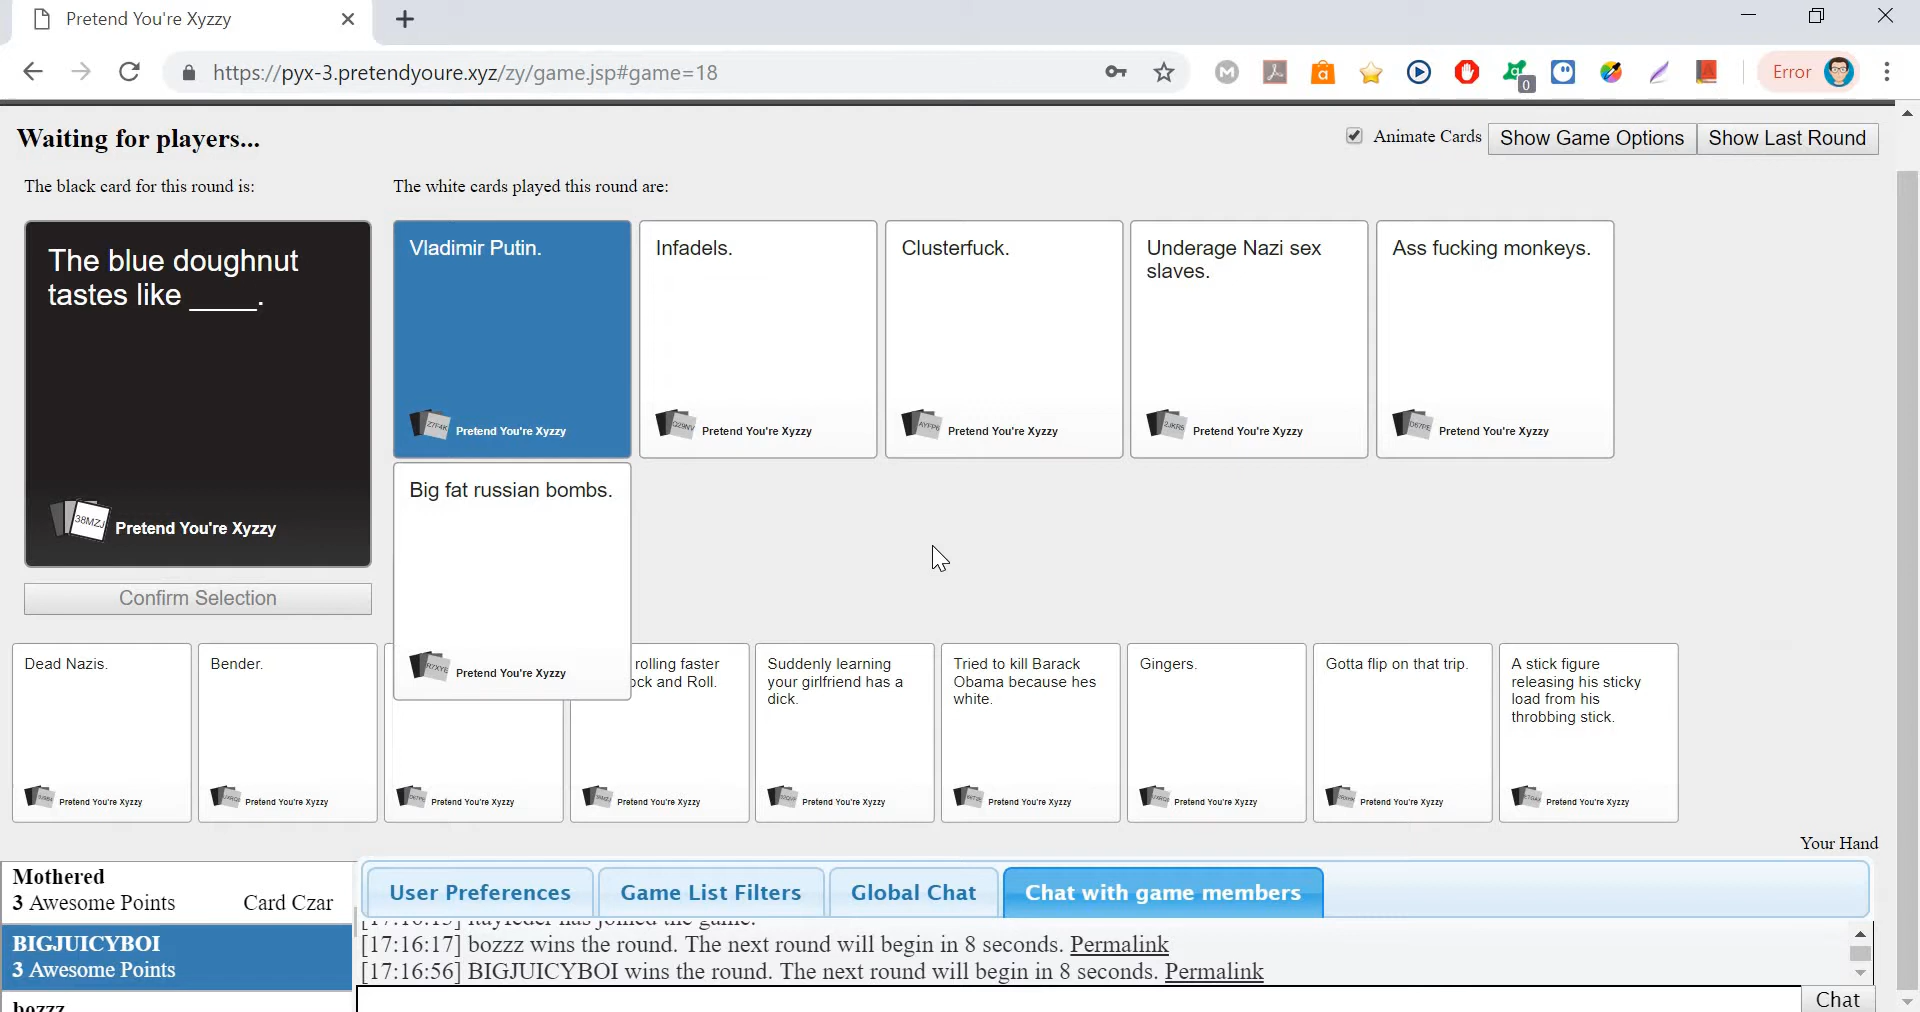 Pretend You're Xyzzy
https://pyx-3.pretendyoure.xyz/zy/game.jsp#game=18
0
Error
Waiting for players...
Animate Cards
Show Game Options
Show Last Round
The black card for this round is:
The white cards played this round are:
The blue doughnut
tastes like ____.
38MZJ
Pretend You're Xyzzy
Confirm Selection
Vladimir Putin.
Z7F4K
Pretend You're Xyzzy
Infadels.
Pretend You're Xyzzy
Clusterfuck.
Pretend You're Xyzzy
Underage Nazi sex
slaves.
2JKR5
Pretend You're Xyzzy
Ass fucking monkeys.
Pretend You're Xyzzy
Big fat russian bombs.
R7XYE
Pretend You're Xyzzy
Dead Nazis.
Pretend You're Xyzzy
Bender.
Pretend You're Xyzzy
Pretend You're Xyzzy
rolling faster
ock and Roll.
Pretend You're Xyzzy
Suddenly learning
your girlfriend has a
dick.
Pretend You're Xyzzy
Tried to kill Barack
Obama because hes
white.
Pretend You're Xyzzy
Gingers.
Pretend You're Xyzzy
Gotta flip on that trip.
Pretend You're Xyzzy
A stick figure
releasing his sticky
load from his
throbbing stick.
Pretend You're Xyzzy
Your Hand
Mothered
3 Awesome Points
Card Czar
BIGJUICYBOI
3 Awesome Points
bozzz
User Preferences
Game List Filters
Global Chat
Chat with game members
has joined the game.
[17:16:17] bozzz wins the round. The next round will begin in 8 seconds. Permalink
[17:16:56] BIGJUICYBOI wins the round. The next round will begin in 8 seconds. Permalink
Chat